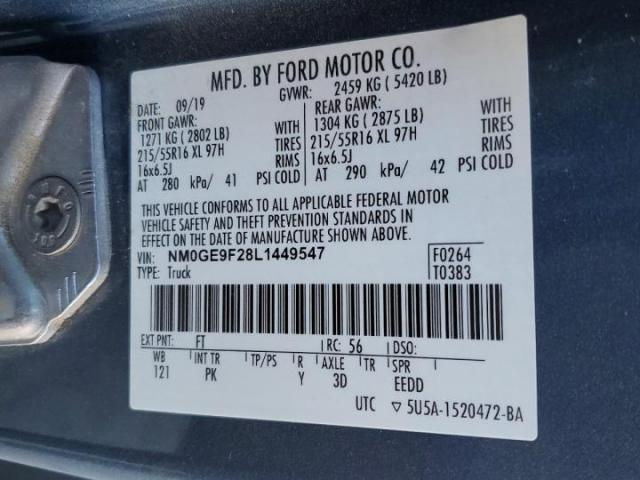 MFD. BY FORD MOTOR CO.
DATE: 09/19 GVWR: 2459 KG ( 5420 LB)
FRONT GAWR: REAR GAWR:
1271 KG ( 2802 LB) WITH 1304 KG ( 2875 LB) WITH
215/55R16 XL 97H TIRES 215/55R16 XL 97H TIRES
16x6.5J RIMS 16x6.5J RIMS
AT 280 kPa/ 41 PSI COLD AT 290 kPa/ 42 PSI COLD
THIS VEHICLE CONFORMS TO ALL APPLICABLE FEDERAL MOTOR
VEHICLE SAFETY AND THEFT PREVENTION STANDARDS IN
EFFECT ON THE DATE OF MANUFACTURE SHOWN ABOVE.
VIN: NM0GE9F28L1449547 F0264
TYPE: Truck T0383
EXT PNT: FT RC: 56 DSO:
WB INT TR TP/PS R AXLE TR SPR
121 PK Y 3D EEDD
UTC ▽5U5A-1520472-BA